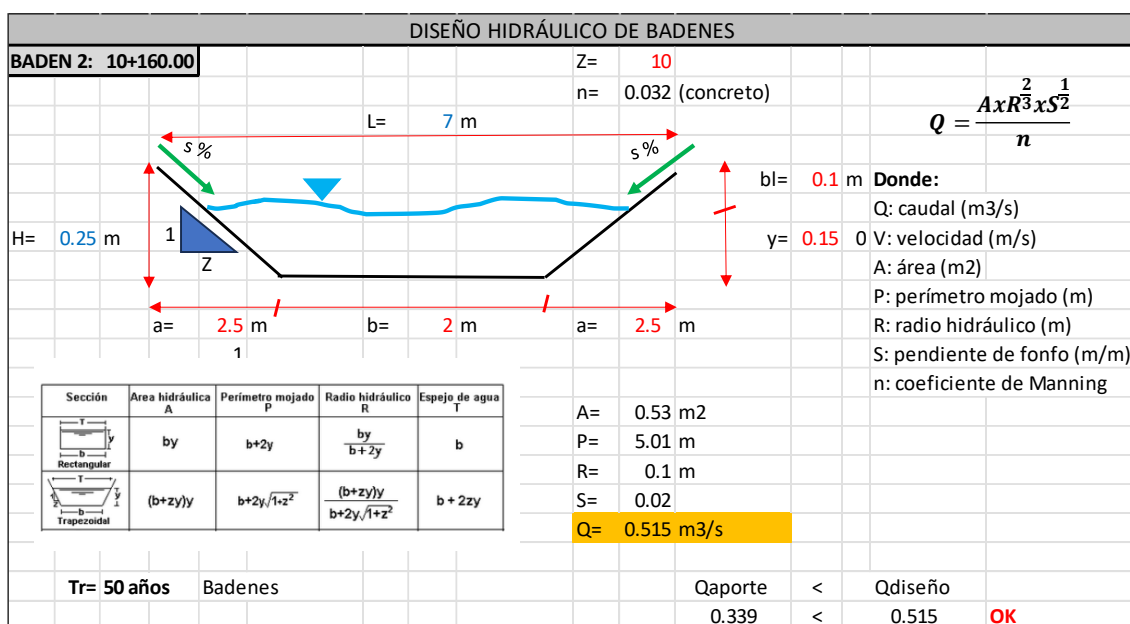 DISEÑO HIDRÁULICO DE BADENES
BADEN 2: 10+160.00
Z= 10
n= 0.032 (concreto)
L= 7 m
Q = AxR^2/3xS^1/2 / n
s %
s %
bl= 0.1 m Donde:
Q: caudal (m3/s)
H= 0.25 m 1 y= 0.15 0 V: velocidad (m/s)
Z A: área (m2)
P: perímetro mojado (m)
a= 2.5 m b= 2 m a= 2.5 m R: radio hidráulico (m)
1 S: pendiente de fonfo (m/m)
n: coeficiente de Manning
Sección Area hidráulica A Perímetro mojado P Radio hidráulico R Espejo de agua T
T y b Rectangular by b+2y by / b+2y b
T 1 z y b Trapezoidal (b+zy)y b+2y√1+z² (b+zy)y / b+2y√1+z² b + 2zy
A= 0.53 m2
P= 5.01 m
R= 0.1 m
S= 0.02
Q= 0.515 m3/s
Tr= 50 años Badenes Qaporte < Qdiseño
0.339 < 0.515 OK